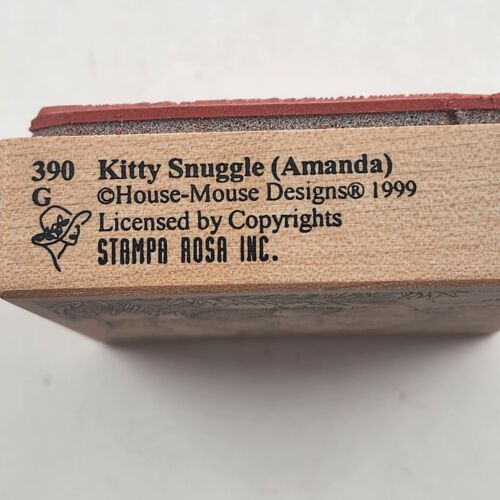 390 Kitty Snuggle (Amanda)
G ©House-Mouse Designs® 1999
Licensed by Copyrights
STAMPA ROSA INC.